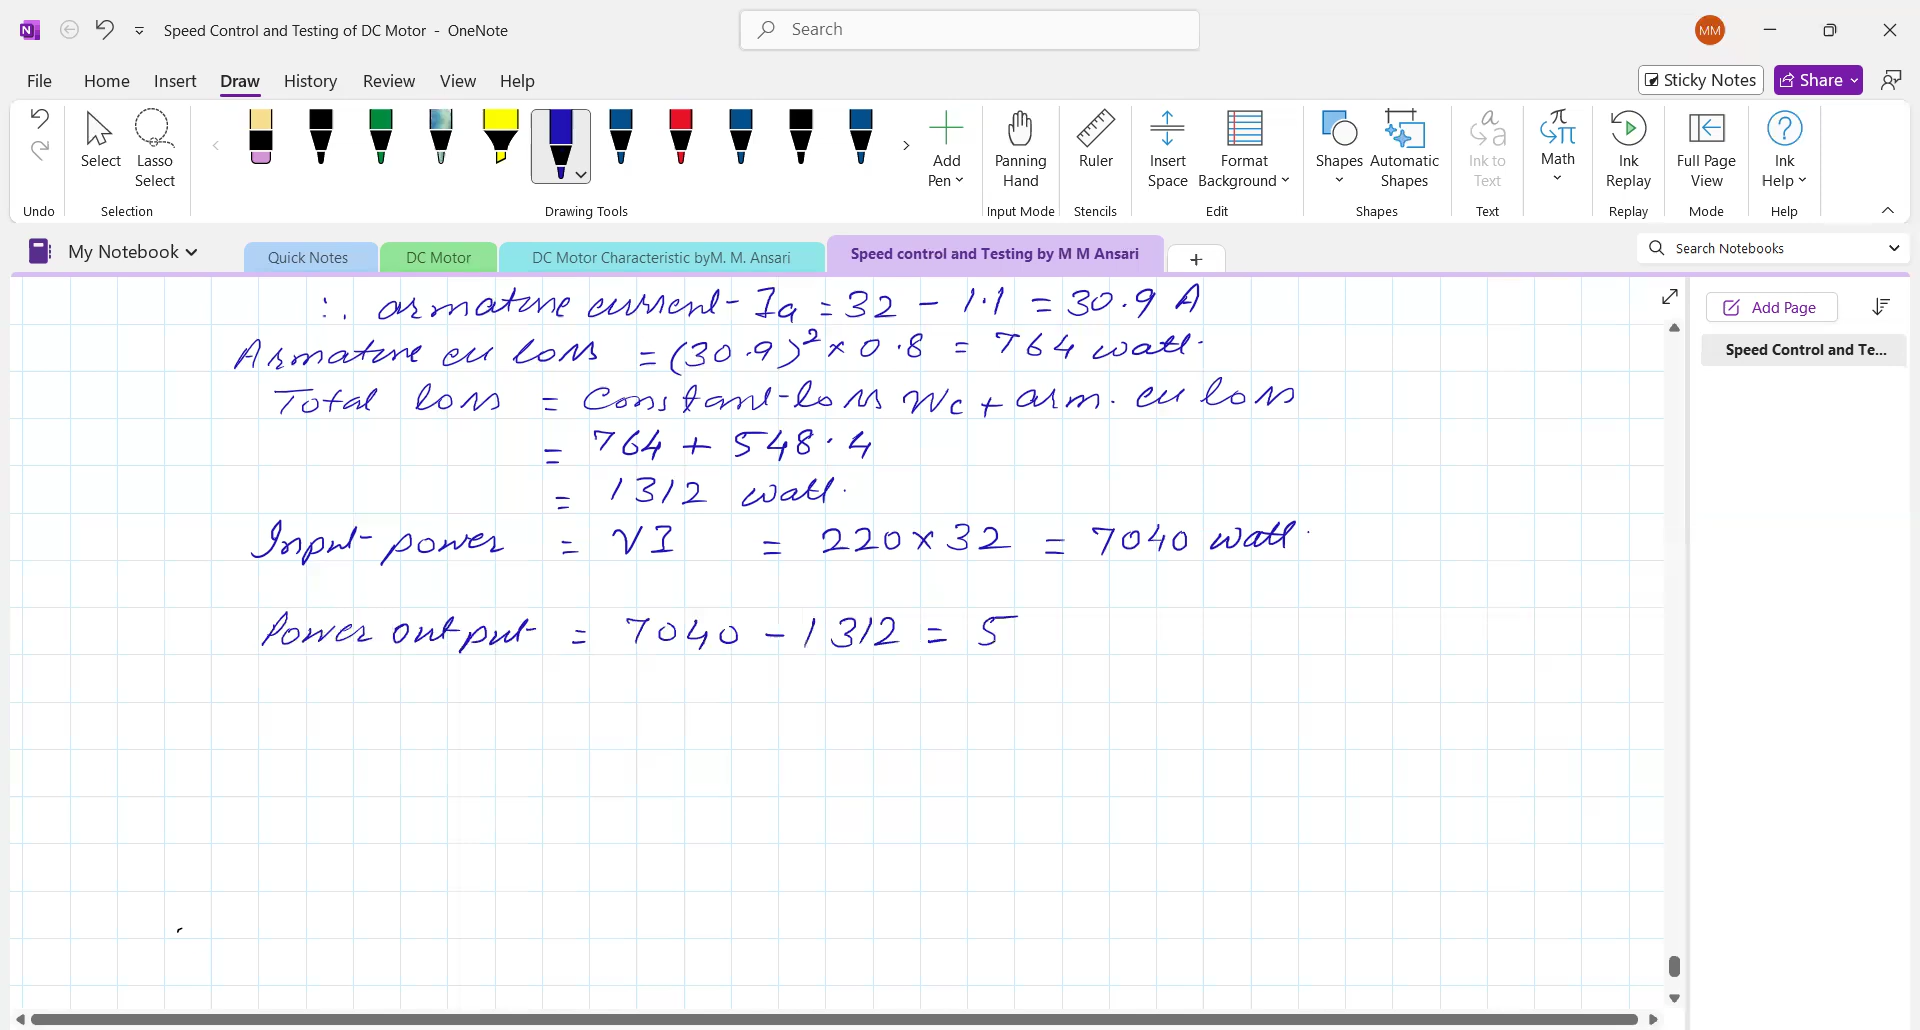 Speed Control and Testing of DC Motor - OneNote
Search
MM
File Home Insert Draw History Review View Help
Sticky Notes Share
Select Lasso Select Add Pen Panning Hand Ruler Insert Space Format Background Shapes Automatic Shapes Ink to Text Math Ink Replay Full Page View Ink Help
Undo Selection Drawing Tools Input Mode Stencils Edit Shapes Text Replay Mode Help
My Notebook Quick Notes DC Motor DC Motor Characteristic byM. M. Ansari Speed control and Testing by M M Ansari + Search Notebooks
Add Page
Speed Control and Te...
∴ armature current Ia = 32 - 1.1 = 30.9 A
Armature cu loss = (30.9)² × 0.8 = 764 watt.
Total loss = Constant loss Wc + arm. cu loss
= 764 + 548.4
= 1312 watt.
Input power = VI = 220 × 32 = 7040 watt.
Power output = 7040 - 1312 = 5